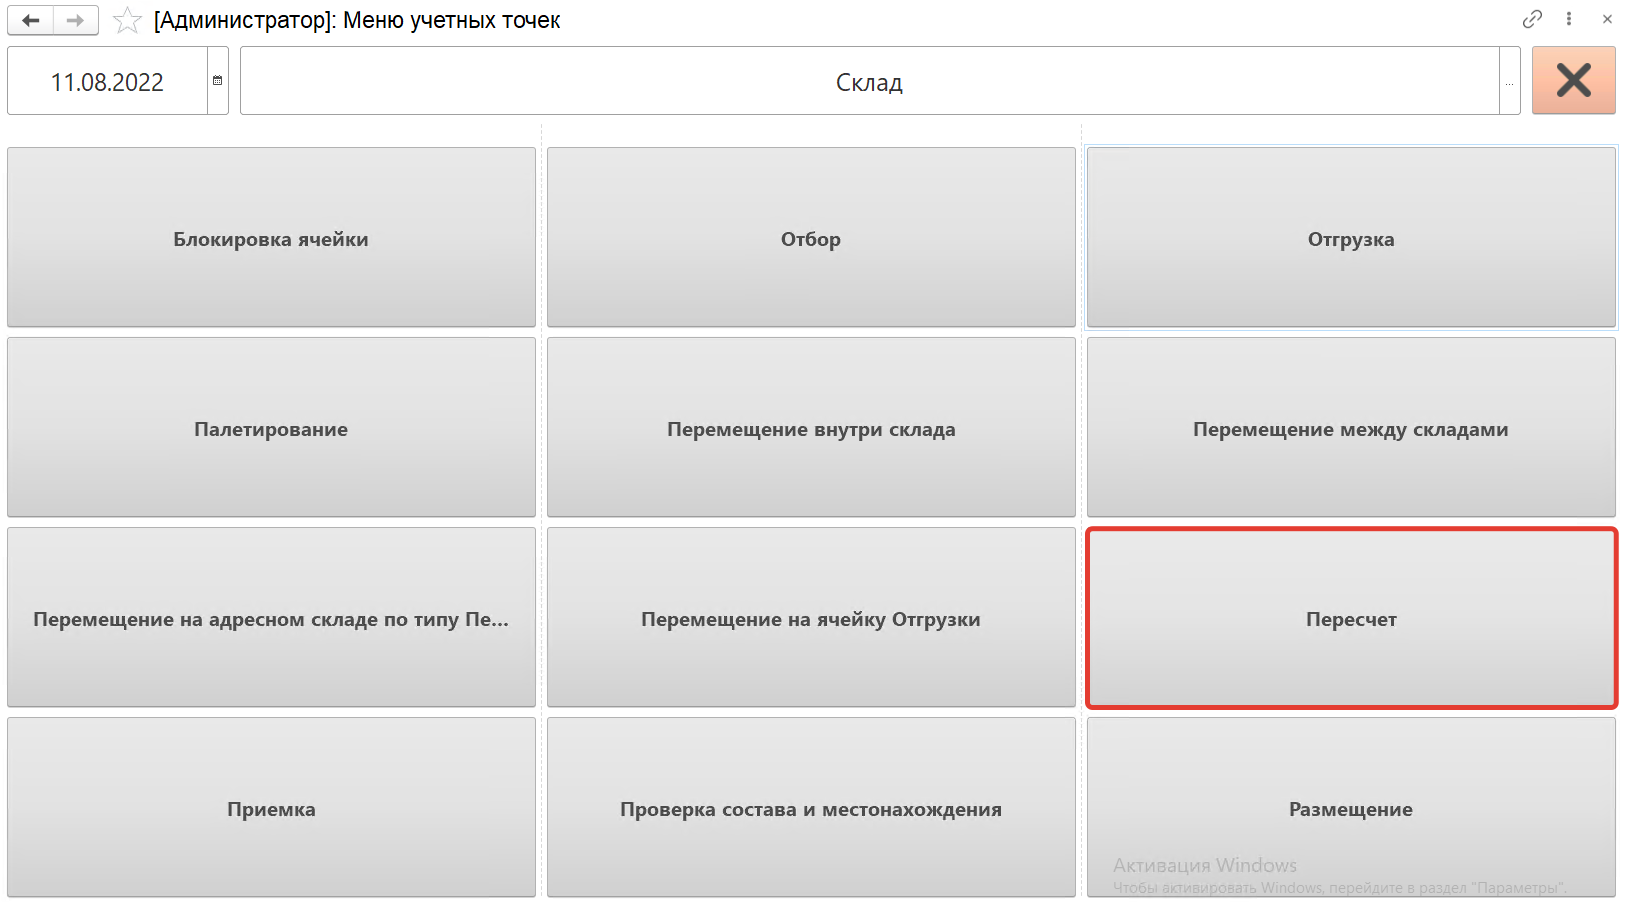 [Администратор]: Меню учетных точек
11.08.2022
Склад
...
Блокировка ячейки
Отбор
Отгрузка
Палетирование
Перемещение внутри склада
Перемещение между складами
Перемещение на адресном складе по типу Пе...
Перемещение на ячейку Отгрузки
Пересчет
Приемка
Проверка состава и местонахождения
Размещение
Активация Windows
Чтобы активировать Windows, перейдите в раздел "Параметры".